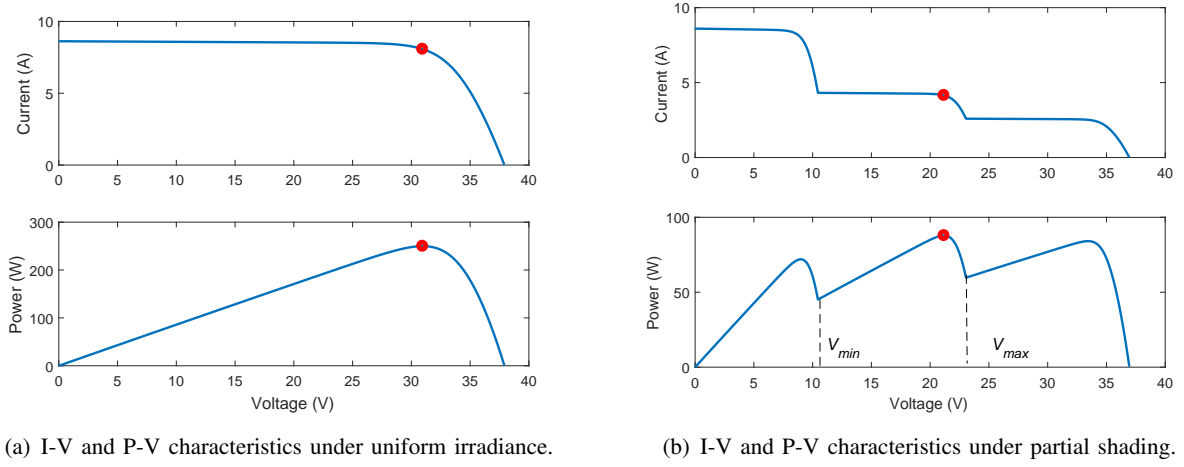 10
5
0
Current (A)
0 5 10 15 20 25 30 35 40
300
200
100
0
Power (W)
0 5 10 15 20 25 30 35 40
Voltage (V)
(a) I-V and P-V characteristics under uniform irradiance.
10
5
0
Current (A)
0 5 10 15 20 25 30 35 40
100
50
0
Power (W)
V_min
V_max
0 5 10 15 20 25 30 35 40
Voltage (V)
(b) I-V and P-V characteristics under partial shading.